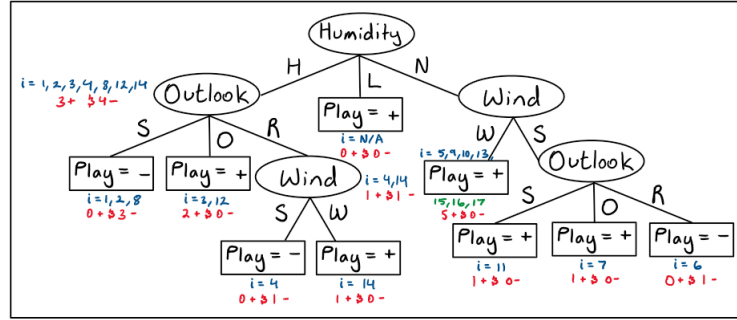 Humidity
H
L
N
i = 1, 2, 3, 4, 8, 12, 14
3+ & 4-
Outlook
Play = +
i = N/A
0+ & 0-
Wind
S
O
R
W
S
Play = -
i = 1, 2, 8
0+ & 3-
Play = +
i = 3, 12
2+ & 0-
Wind
i = 4, 14
1+ & 1-
i = 5, 9, 10, 13,
Play = +
15, 16, 17
5+ & 0-
Outlook
S
W
S
O
R
Play = -
i = 4
0+ & 1-
Play = +
i = 14
1+ & 0-
Play = +
i = 11
1+ & 0-
Play = +
i = 7
1+ & 0-
Play = -
i = 6
0+ & 1-